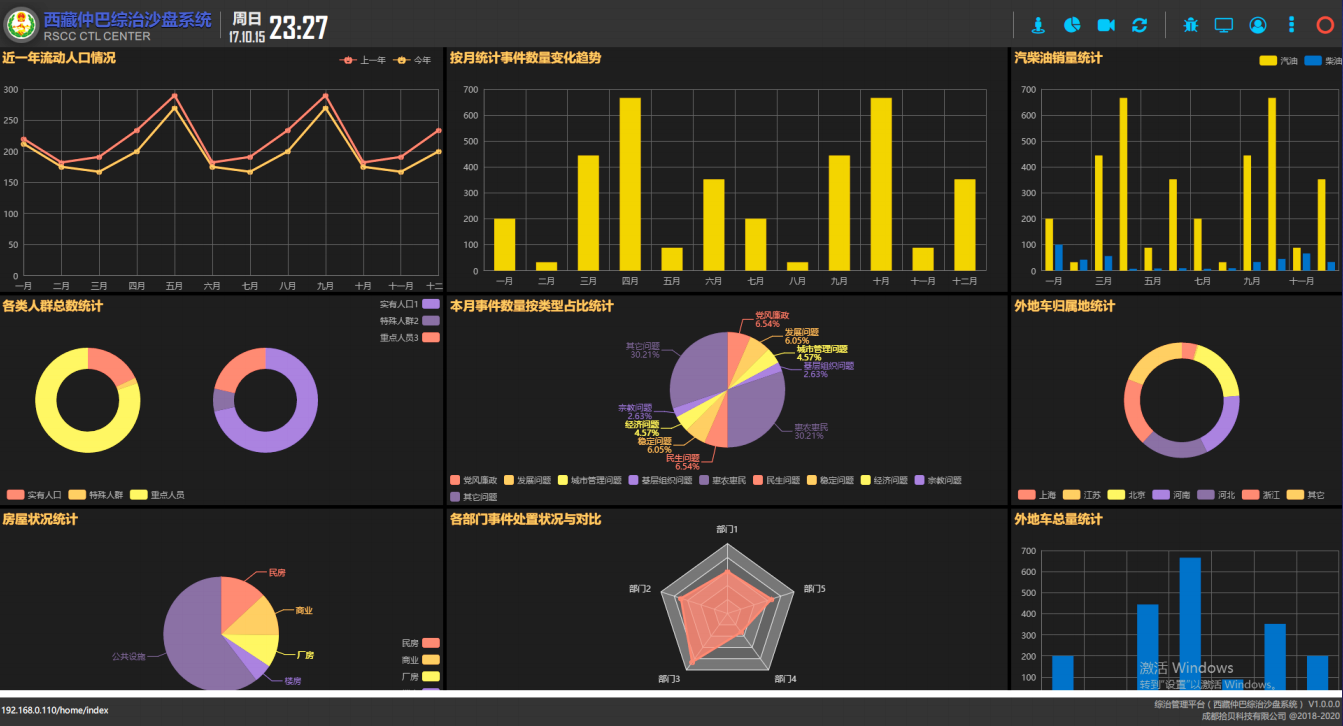 西藏仲巴综治沙盘系统
RSCC CTL CENTER
周日
17.10.15
23:27
近一年流动人口情况
上一年 今年
300
250
200
150
100
50
0
一月 二月 三月 四月 五月 六月 七月 八月 九月 十月 十一月 十二
按月统计事件数量变化趋势
700
600
500
400
300
200
100
0
一月 二月 三月 四月 五月 六月 七月 八月 九月 十月 十一月 十二月
汽柴油销量统计
汽油 柴油
700
600
500
400
300
200
100
0
一月 三月 五月 七月 九月 十一月
各类人群总数统计
实有人口1
特殊人群2
重点人员3
实有人口 特殊人群 重点人员
本月事件数量按类型占比统计
党风廉政
6.54%
发展问题
6.05%
城市管理问题
4.57%
基层组织问题
2.63%
惠农惠民
30.21%
民生问题
6.54%
稳定问题
6.05%
经济问题
4.57%
宗教问题
2.63%
其它问题
30.21%
党风廉政 发展问题 城市管理问题 基层组织问题 惠农惠民 民生问题 稳定问题 经济问题 宗教问题
其它问题
外地车归属地统计
上海 江苏 北京 河南 河北 浙江 其它
房屋状况统计
民房
商业
厂房
楼房
公共设施
民房
商业
厂房
各部门事件处置状况与对比
部门1
部门2
部门3
部门4
部门5
外地车总量统计
700
600
500
400
300
200
100
激活 Windows
转到"设置"以激活 Windows。
192.168.0.110/home/index
综治管理平台（西藏仲巴综治沙盘系统）V1.0.0.0
成都拾贝科技有限公司 @2018-2020